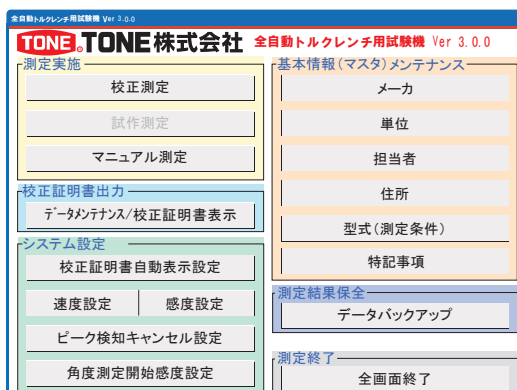 全自動トルクレンチ用試験機 Ver 3.0.0
TONE®TONE株式会社 全自動トルクレンチ用試験機 Ver 3.0.0
測定実施
校正測定
試作測定
マニュアル測定
校正証明書出力
データメンテナンス/校正証明書表示
システム設定
校正証明書自動表示設定
速度設定 感度設定
ピーク検知キャンセル設定
角度測定開始感度設定
基本情報(マスタ)メンテナンス
メーカ
単位
担当者
住所
型式(測定条件)
特記事項
測定結果保全
データバックアップ
測定終了
全画面終了